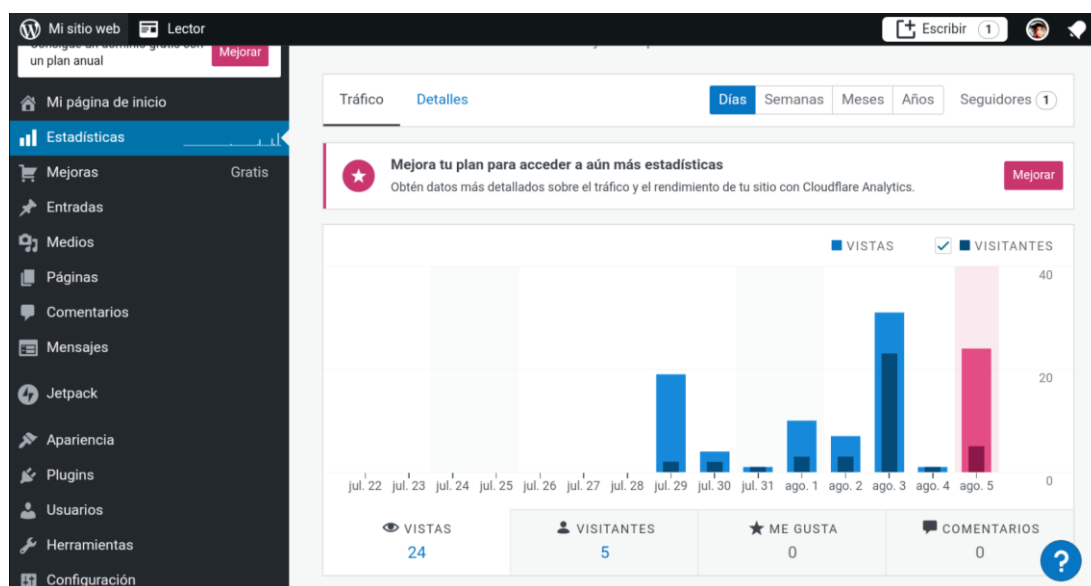 Mi sitio web
Lector
Escribir 1
Consigue un dominio gratis con
un plan anual
Mejorar
Mi página de inicio
Estadísticas
Mejoras Gratis
Entradas
Medios
Páginas
Comentarios
Mensajes
Jetpack
Apariencia
Plugins
Usuarios
Herramientas
Configuración
Tráfico Detalles Días Semanas Meses Años Seguidores 1
Mejora tu plan para acceder a aún más estadísticas
Obtén datos más detallados sobre el tráfico y el rendimiento de tu sitio con Cloudflare Analytics.
Mejorar
VISTAS VISITANTES
40
20
0
jul. 22 jul. 23 jul. 24 jul. 25 jul. 26 jul. 27 jul. 28 jul. 29 jul. 30 jul. 31 ago. 1 ago. 2 ago. 3 ago. 4 ago. 5
VISTAS VISITANTES ME GUSTA COMENTARIOS
24 5 0 0
?